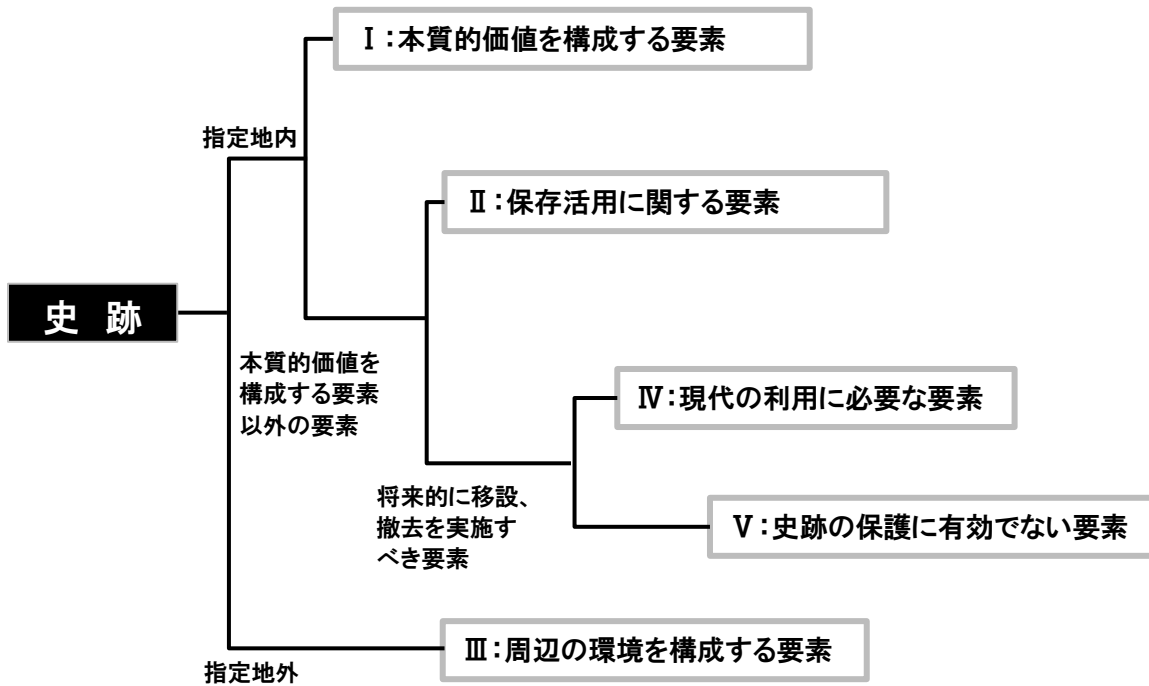 Ⅰ：本質的価値を構成する要素
指定地内
Ⅱ：保存活用に関する要素
史 跡
本質的価値を
構成する要素
以外の要素
Ⅳ：現代の利用に必要な要素
将来的に移設、
撤去を実施す
べき要素
Ⅴ：史跡の保護に有効でない要素
Ⅲ：周辺の環境を構成する要素
指定地外